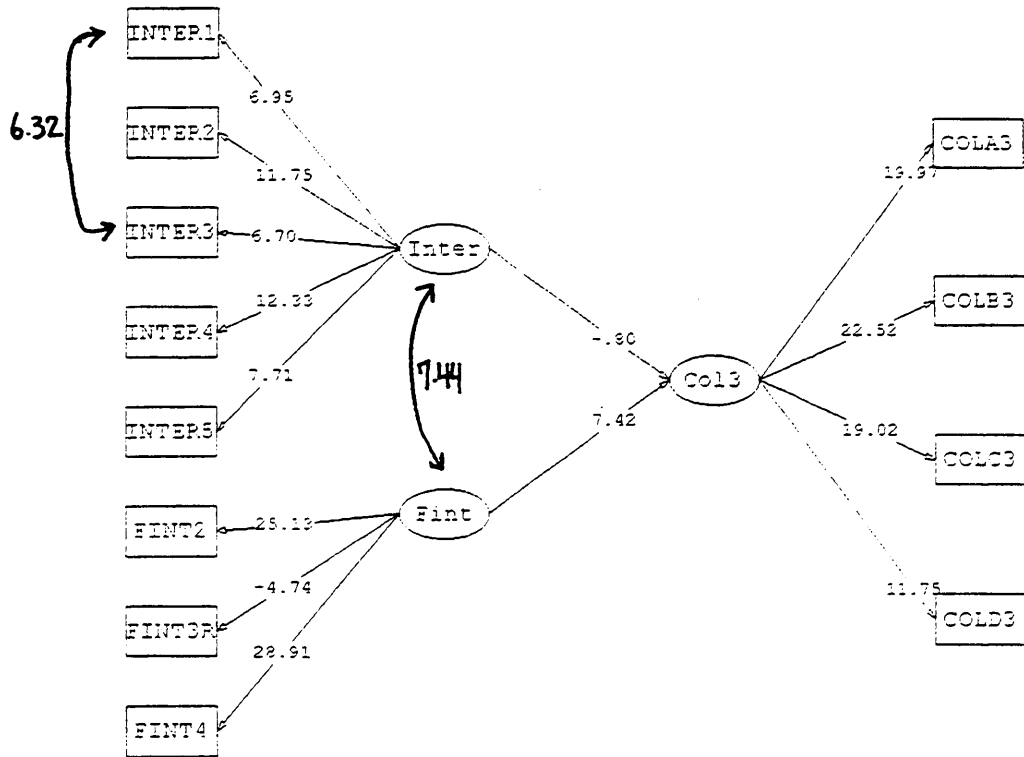 INTER1
6.95
6.32
INTER2
11.75
INTER3
6.70
Inter
INTER4
12.33
INTER5
7.71
7.44
-.80
7.42
Col3
Fint
FINT2
25.13
FINT3R
-4.74
FINT4
28.91
COLA3
19.97
COLB3
22.52
COLC3
19.02
COLD3
11.75